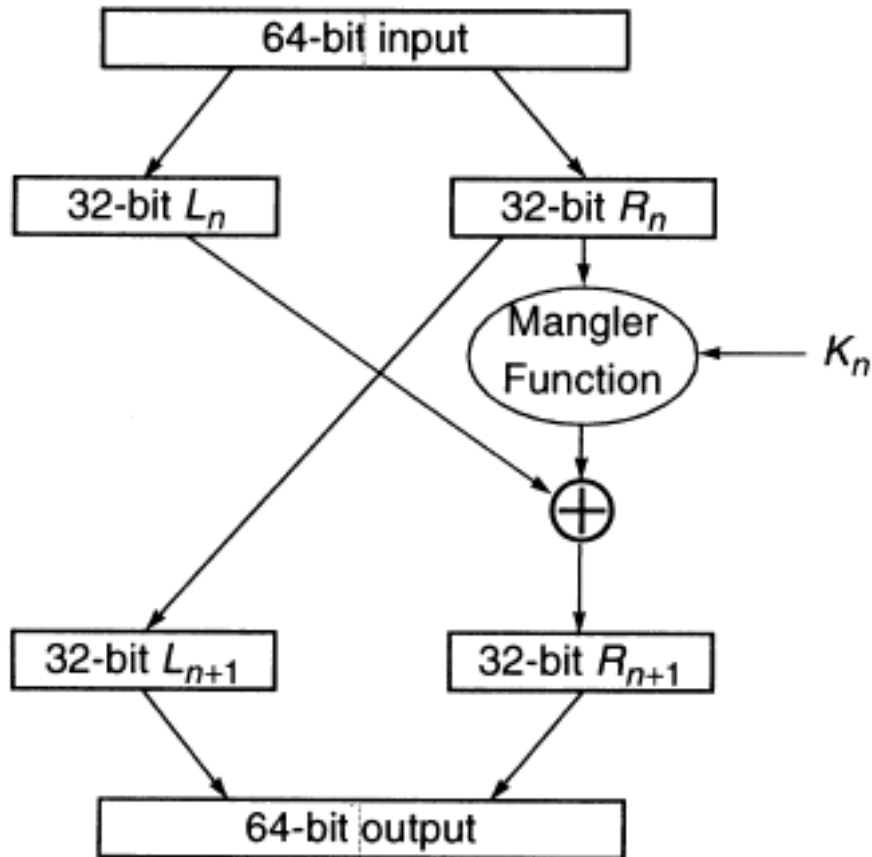 64-bit input
32-bit Lₙ
32-bit Rₙ
Mangler
Function
Kₙ
32-bit Lₙ₊₁
32-bit Rₙ₊₁
64-bit output